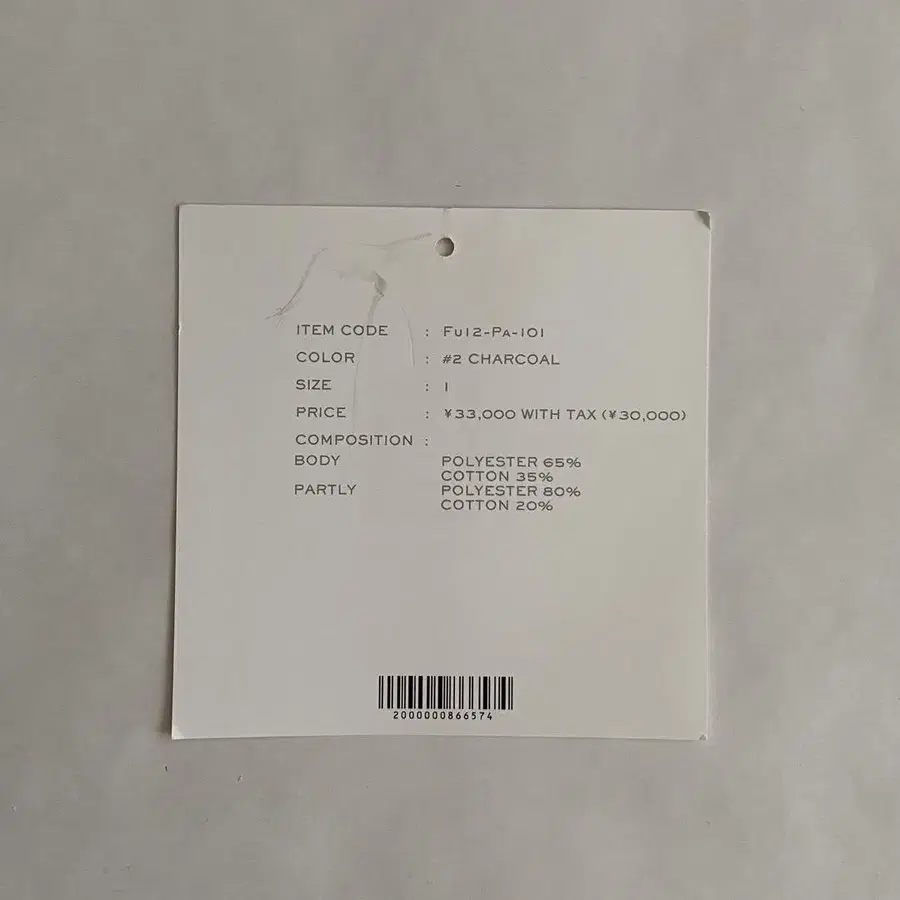 ITEM CODE : FU12-PA-101
COLOR : #2 CHARCOAL
SIZE : 1
PRICE : ¥33,000 WITH TAX (¥30,000)
COMPOSITION :
BODY POLYESTER 65%
COTTON 35%
PARTLY POLYESTER 80%
COTTON 20%
2000000866574